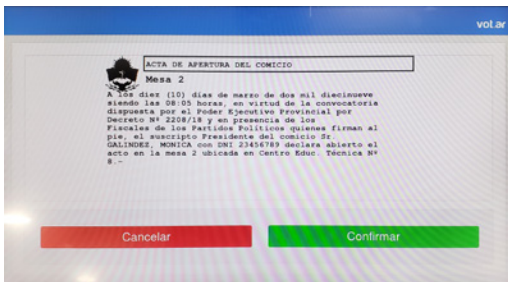 vot.ar
ACTA DE APERTURA DEL COMICIO
Mesa 2
A los diez (10) días de marzo de dos mil diecinueve
siendo las 08:05 horas, en virtud de la convocatoria
dispuesta por el Poder Ejecutivo Provincial por
Decreto Nº 2208/18 y en presencia de los
Fiscales de los Partidos Políticos quienes firman al
pie, el suscripto Presidente del comicio Sr.
GALINDEZ, MONICA con DNI 23456789 declara abierto el
acto en la mesa 2 ubicada en Centro Educ. Técnica Nº
8.-
Cancelar
Confirmar